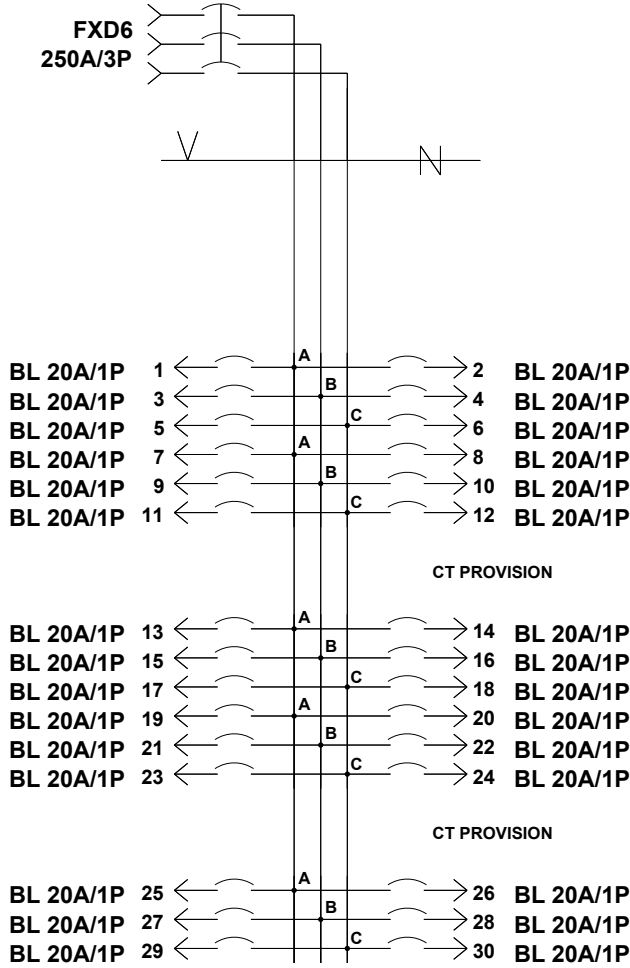 FXD6
250A/3P
V N
A
BL 20A/1P 1 2 BL 20A/1P
B
BL 20A/1P 3 4 BL 20A/1P
C
BL 20A/1P 5 6 BL 20A/1P
A
BL 20A/1P 7 8 BL 20A/1P
B
BL 20A/1P 9 10 BL 20A/1P
C
BL 20A/1P 11 12 BL 20A/1P
CT PROVISION
A
BL 20A/1P 13 14 BL 20A/1P
B
BL 20A/1P 15 16 BL 20A/1P
C
BL 20A/1P 17 18 BL 20A/1P
A
BL 20A/1P 19 20 BL 20A/1P
B
BL 20A/1P 21 22 BL 20A/1P
C
BL 20A/1P 23 24 BL 20A/1P
CT PROVISION
A
BL 20A/1P 25 26 BL 20A/1P
B
BL 20A/1P 27 28 BL 20A/1P
C
BL 20A/1P 29 30 BL 20A/1P